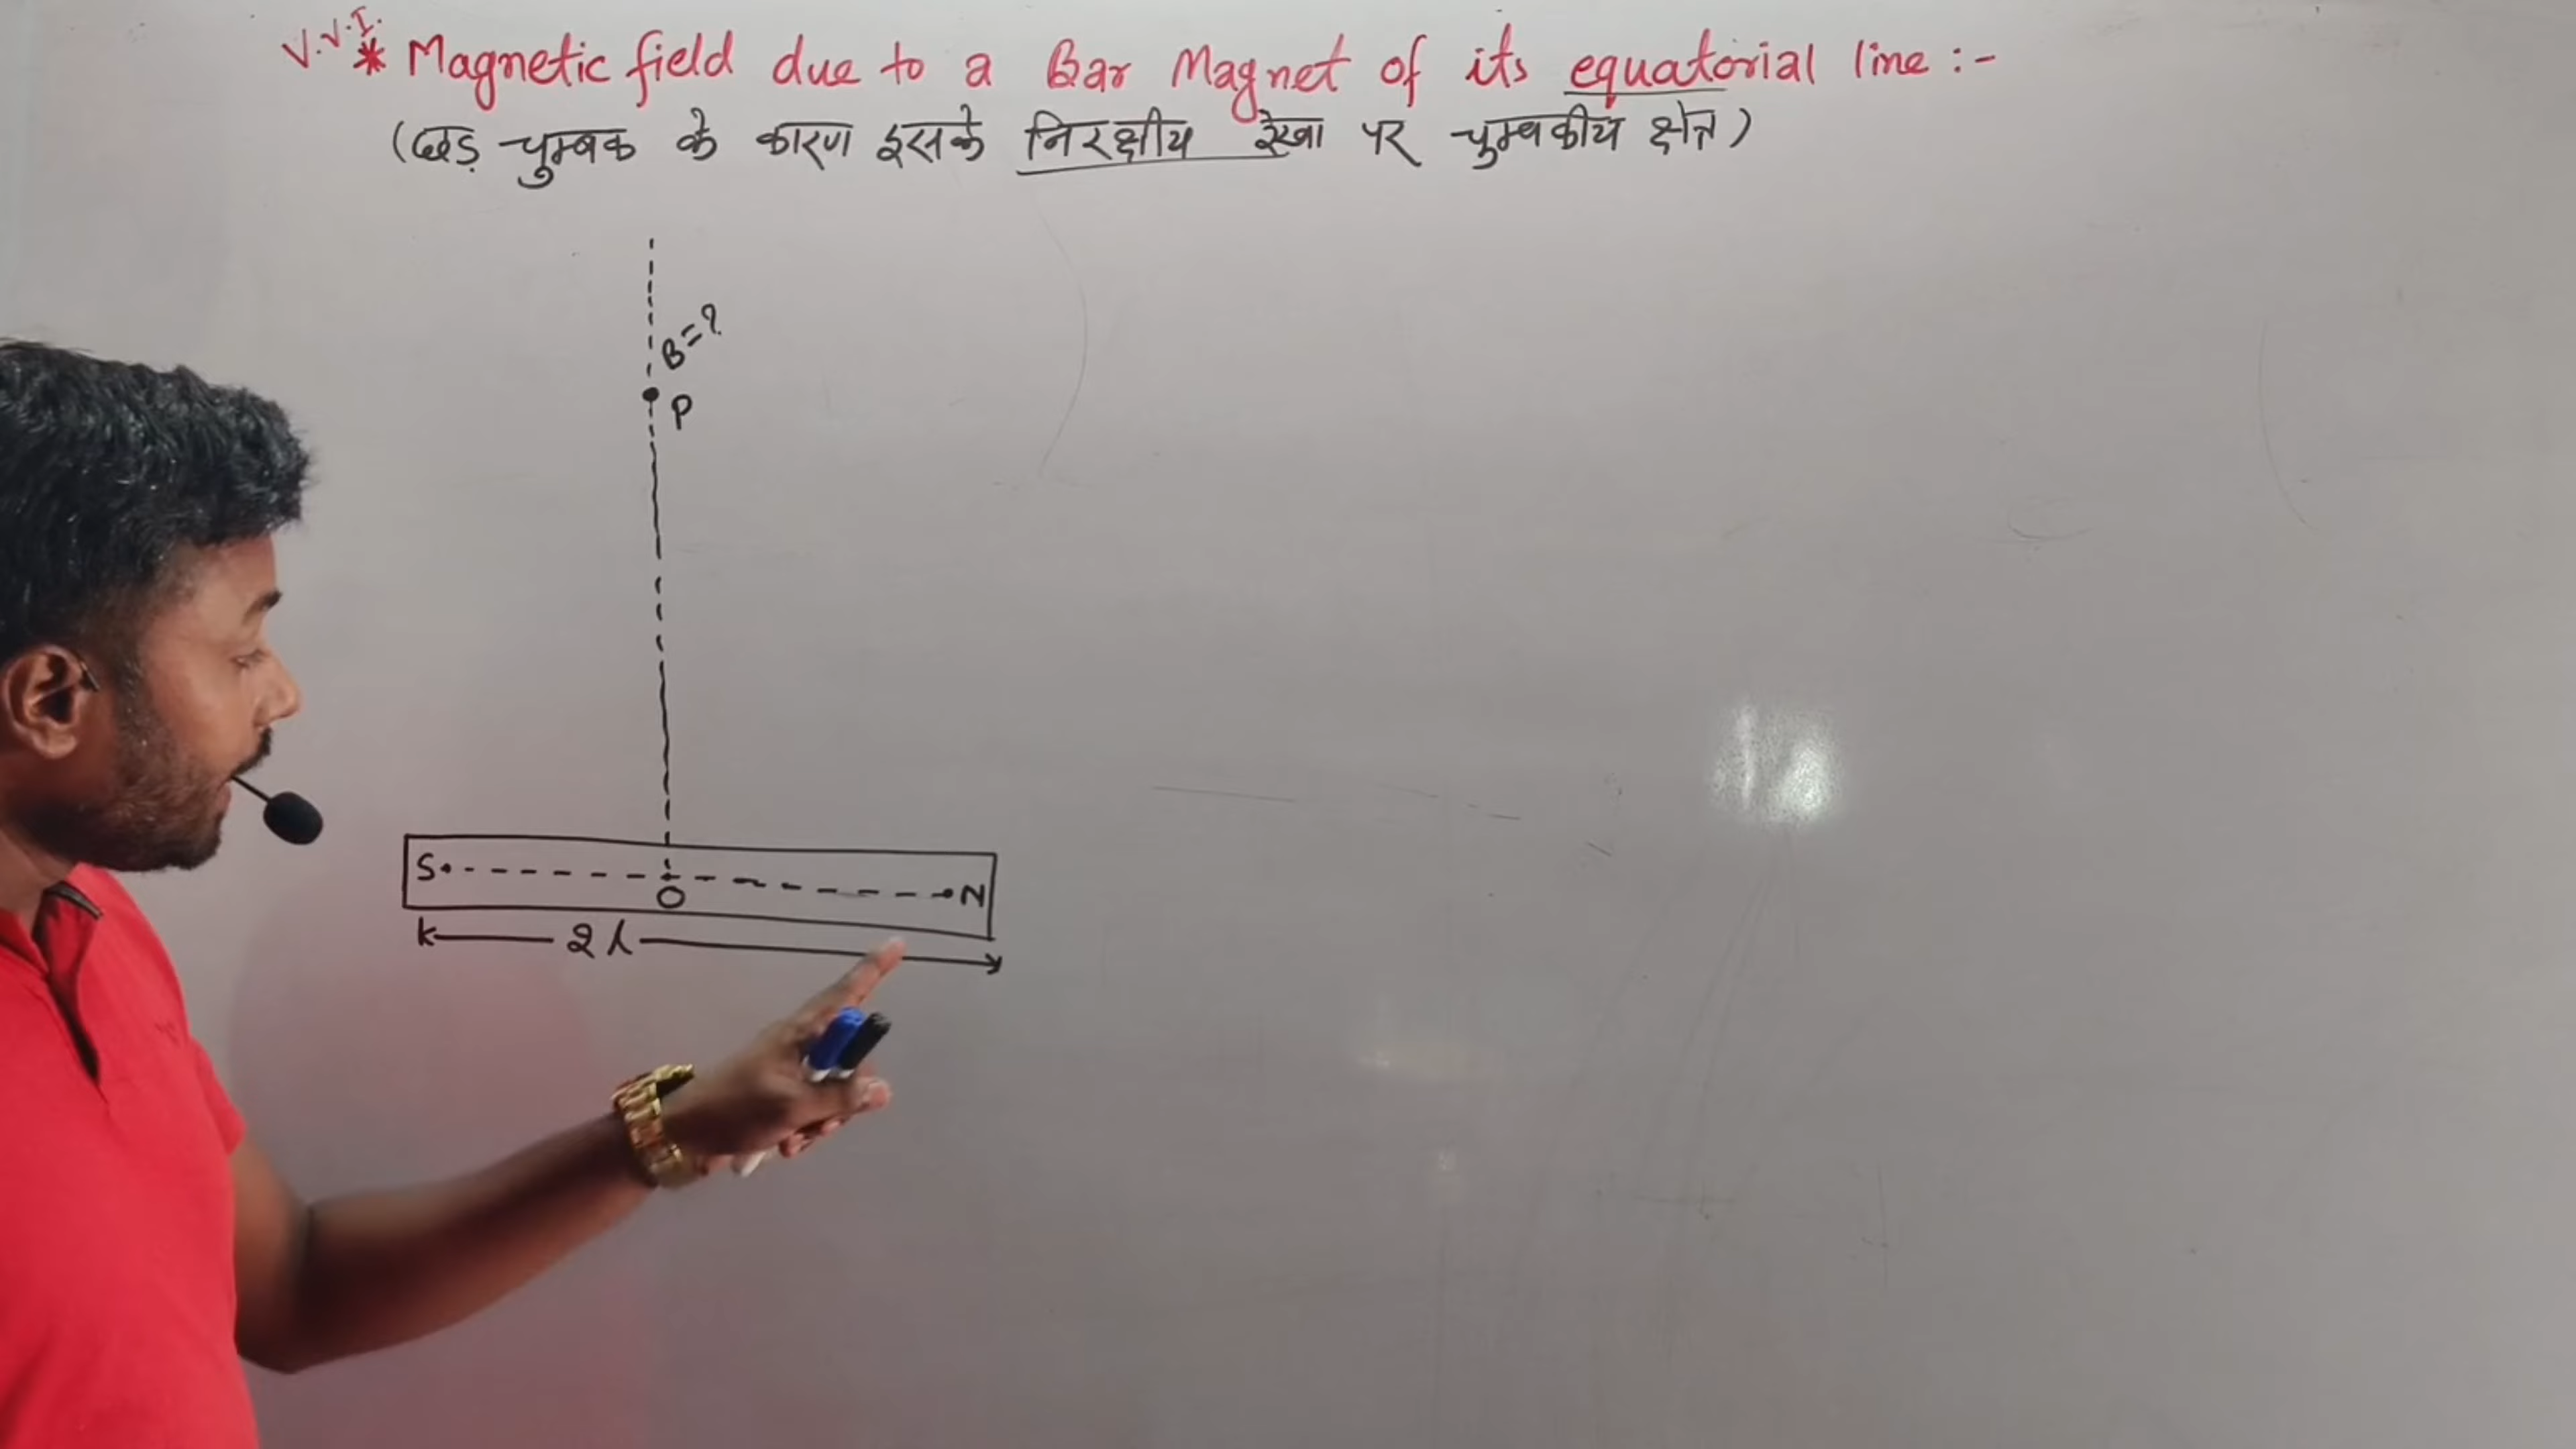 V.V.I.
* Magnetic field due to a Bar Magnet of its equatorial line :-
(छड़ चुम्बक के कारण इसके निरक्षीय रेखा पर चुम्बकीय क्षेत्र)
B=?
P
S N
O
2l